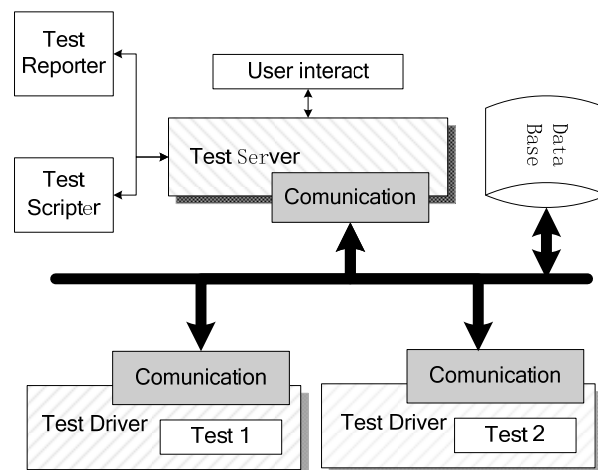 Test
Reporter
User interact
Test Server
Comunication
Test
Scripter
Data
Base
Comunication
Test Driver
Test 1
Comunication
Test Driver
Test 2